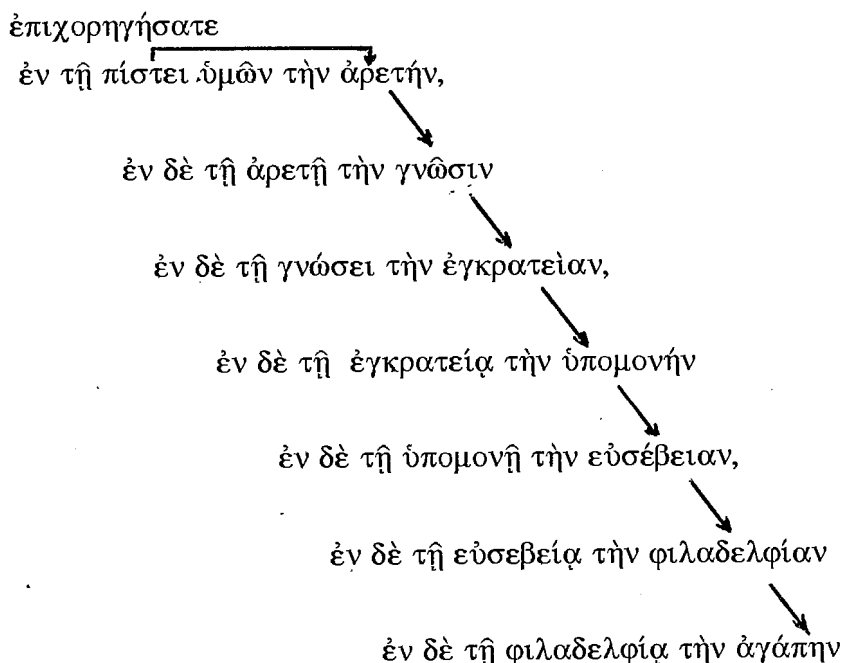 ἐπιχορηγήσατε
ἐν τῇ πίστει ὑμῶν τὴν ἀρετήν,
ἐν δὲ τῇ ἀρετῇ τὴν γνῶσιν
ἐν δὲ τῇ γνώσει τὴν ἐγκρατεὶαν,
ἐν δὲ τῇ ἐγκρατείᾳ τὴν ὑπομονήν
ἐν δὲ τῇ ὑπομονῇ τὴν εὐσέβειαν,
ἐν δὲ τῇ εὐσεβείᾳ τὴν φιλαδελφίαν
ἐν δὲ τῇ φιλαδελφίᾳ τὴν ἀγάπην